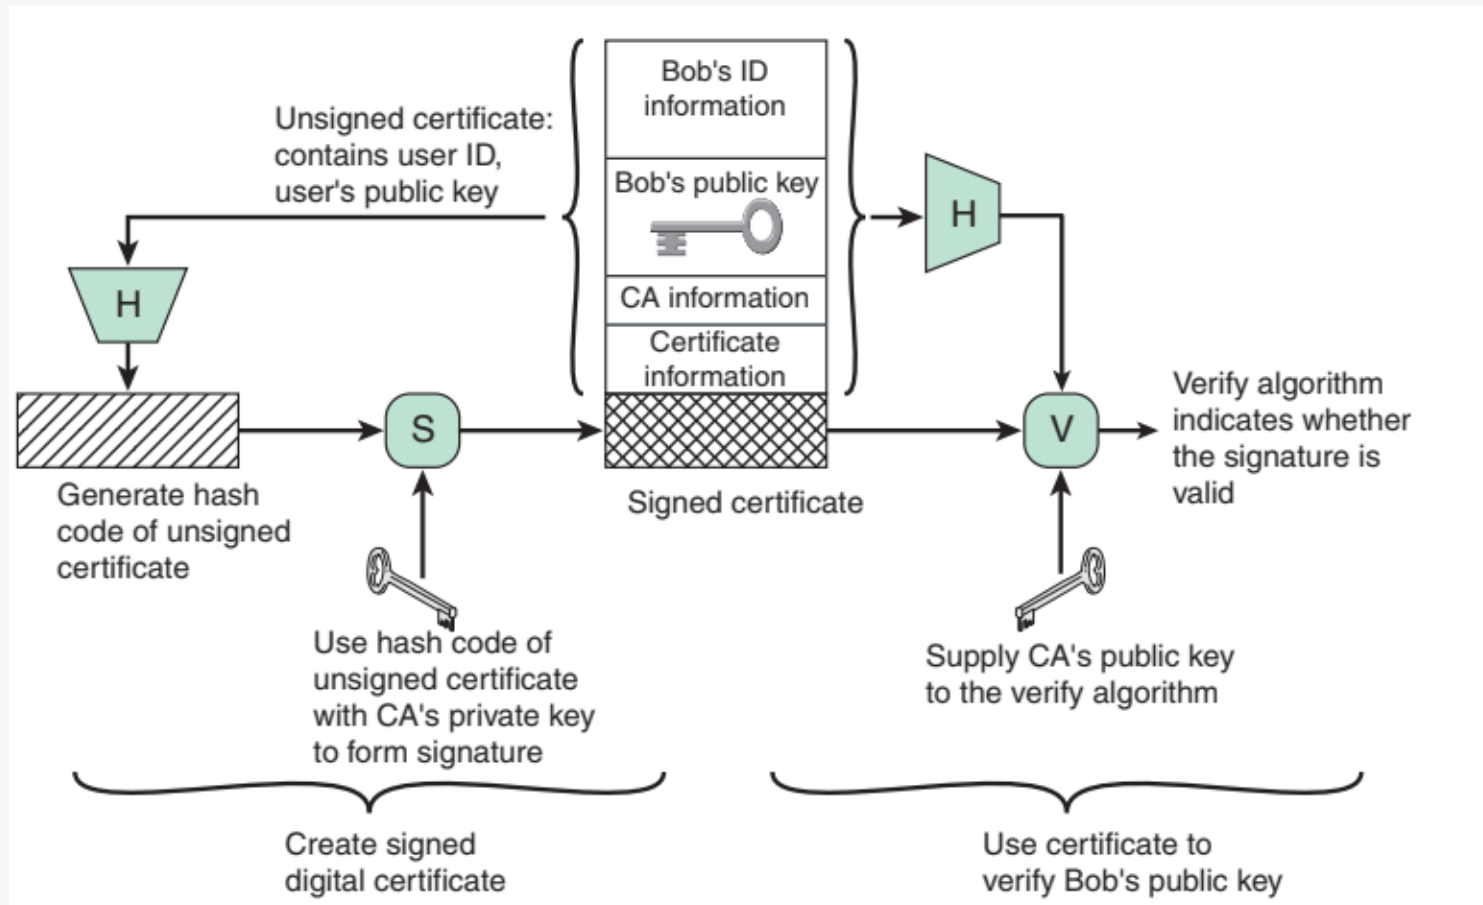 Bob's ID
information
Unsigned certificate:
contains user ID,
user's public key
Bob's public key
H
H
CA information
Certificate
information
S
V
Verify algorithm
indicates whether
the signature is
valid
Generate hash
code of unsigned
certificate
Signed certificate
Use hash code of
unsigned certificate
with CA's private key
to form signature
Supply CA's public key
to the verify algorithm
Create signed
digital certificate
Use certificate to
verify Bob's public key